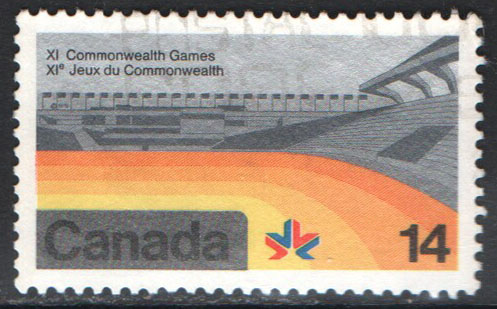 XI Commonwealth Games
XIe Jeux du Commonwealth
Canada
14